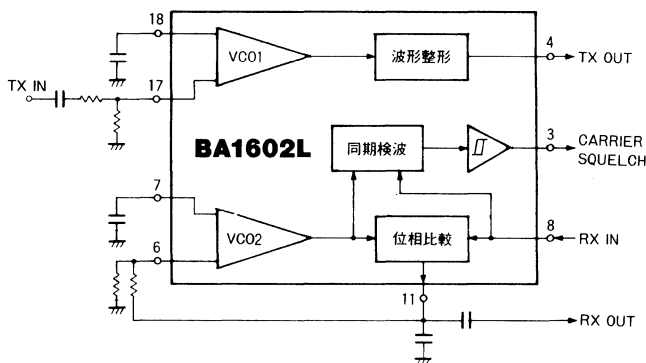 18
VCO1
波形整形
4
TX OUT
TX IN
17
BA1602L
同期検波
3
CARRIER
SQUELCH
7
VCO2
位相比較
8
RX IN
6
11
RX OUT